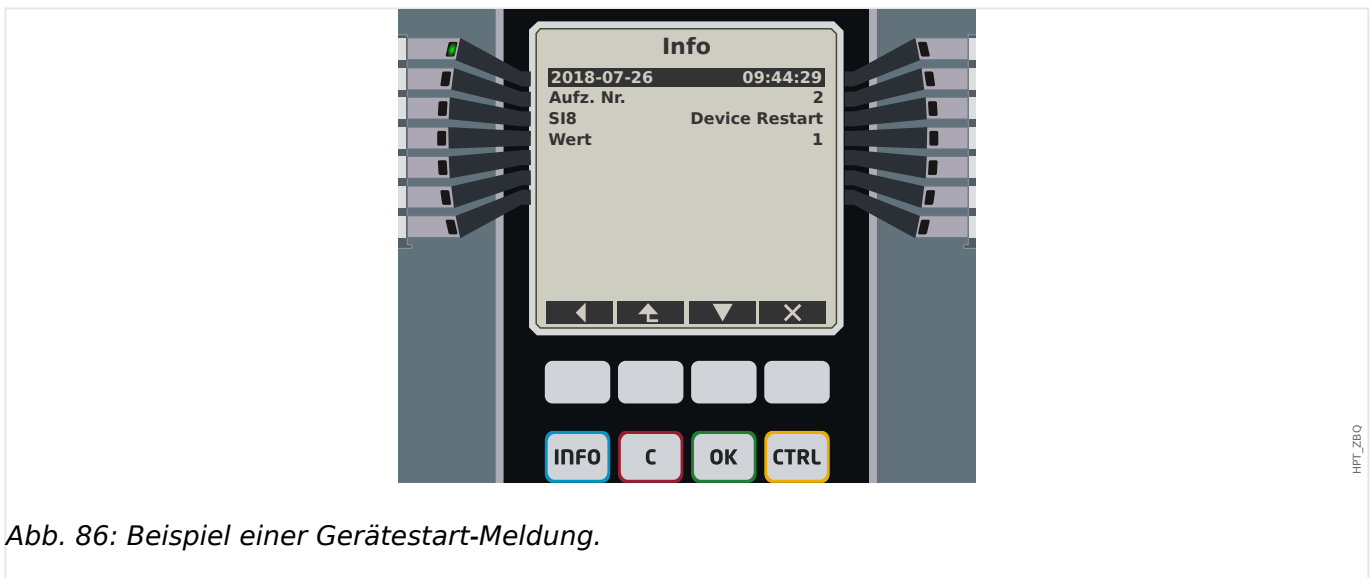 Info
2018-07-26 09:44:29
Aufz. Nr. 2
SI8 Device Restart
Wert 1
INFO C OK CTRL
HPT_ZBQ
Abb. 86: Beispiel einer Gerätestart-Meldung.